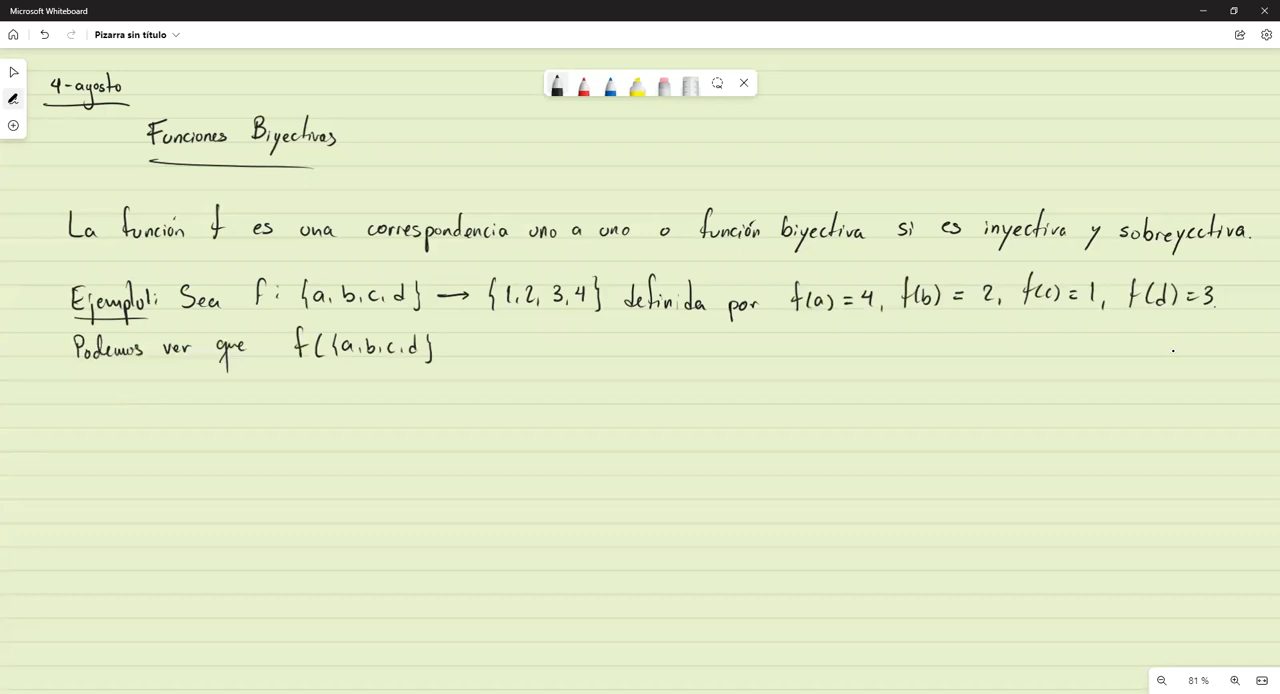 Microsoft Whiteboard
Pizarra sin título
4-agosto
Funciones Biyectivas
La función f es una correspondencia uno a uno o función biyectiva si es inyectiva y sobreyectiva.
Ejemplo: Sea f: {a, b, c, d} → {1, 2, 3, 4} definida por f(a) = 4, f(b) = 2, f(c) = 1, f(d) = 3.
Podemos ver que f({a, b, c, d}
81 %